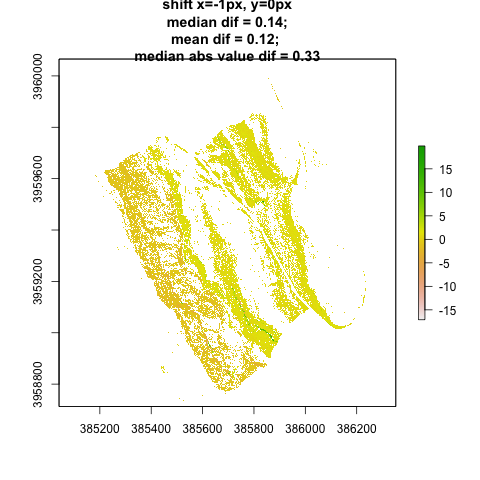 shift x=-1px, y=0px
median dif = 0.14;
mean dif = 0.12;
median abs value dif = 0.33
3960000
3959600
3959200
3958800
15
10
5
0
-5
-10
-15
385200 385400 385600 385800 386000 386200